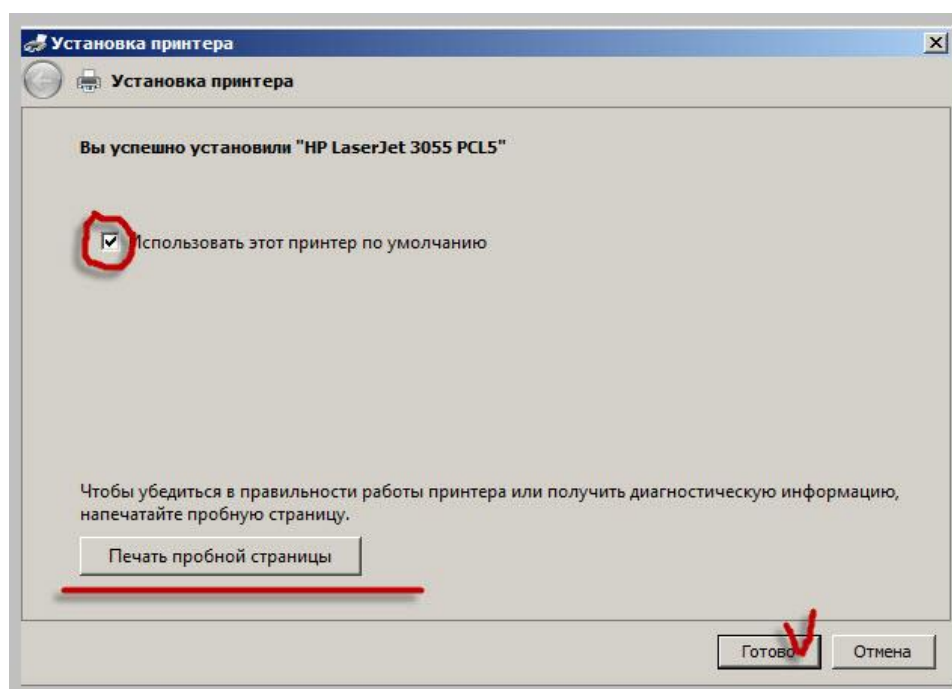 Установка принтера
Установка принтера
Вы успешно установили "HP LaserJet 3055 PCL5"
Использовать этот принтер по умолчанию
Чтобы убедиться в правильности работы принтера или получить диагностическую информацию,
напечатайте пробную страницу.
Печать пробной страницы
Готово
Отмена